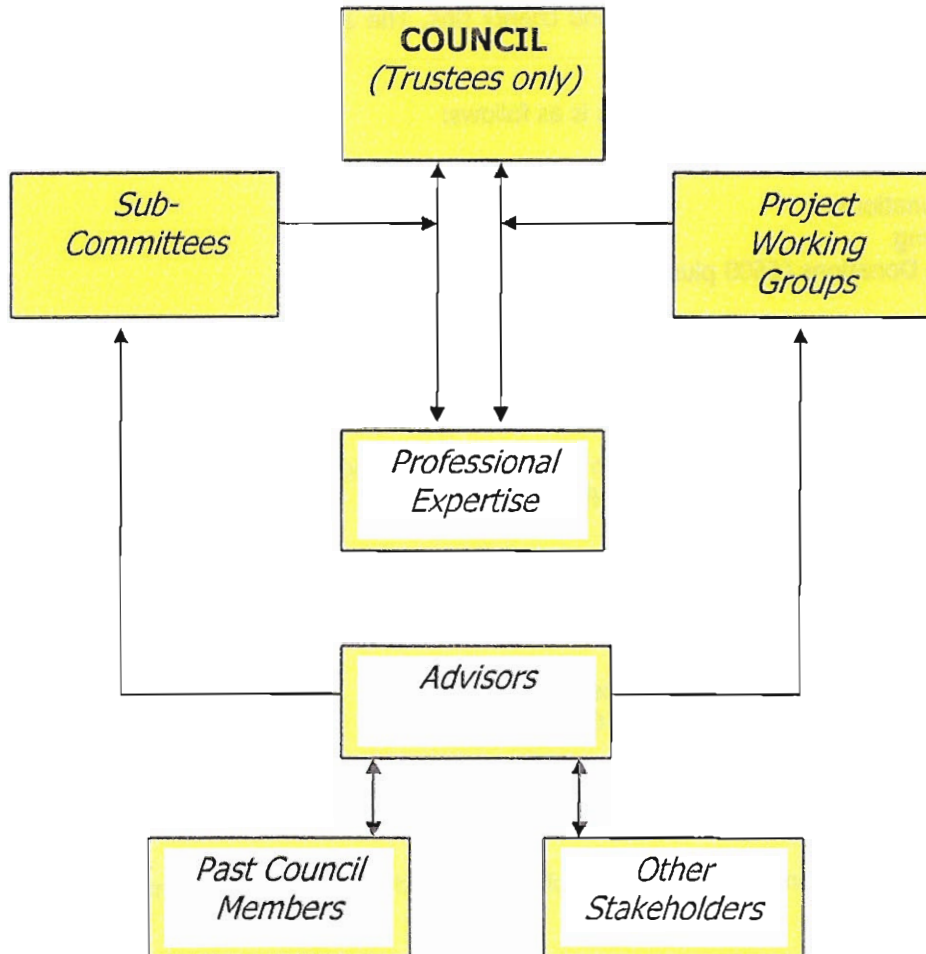 COUNCIL
(Trustees only)
Sub-
Committees
Project
Working
Groups
Professional
Expertise
Advisors
Past Council
Members
Other
Stakeholders